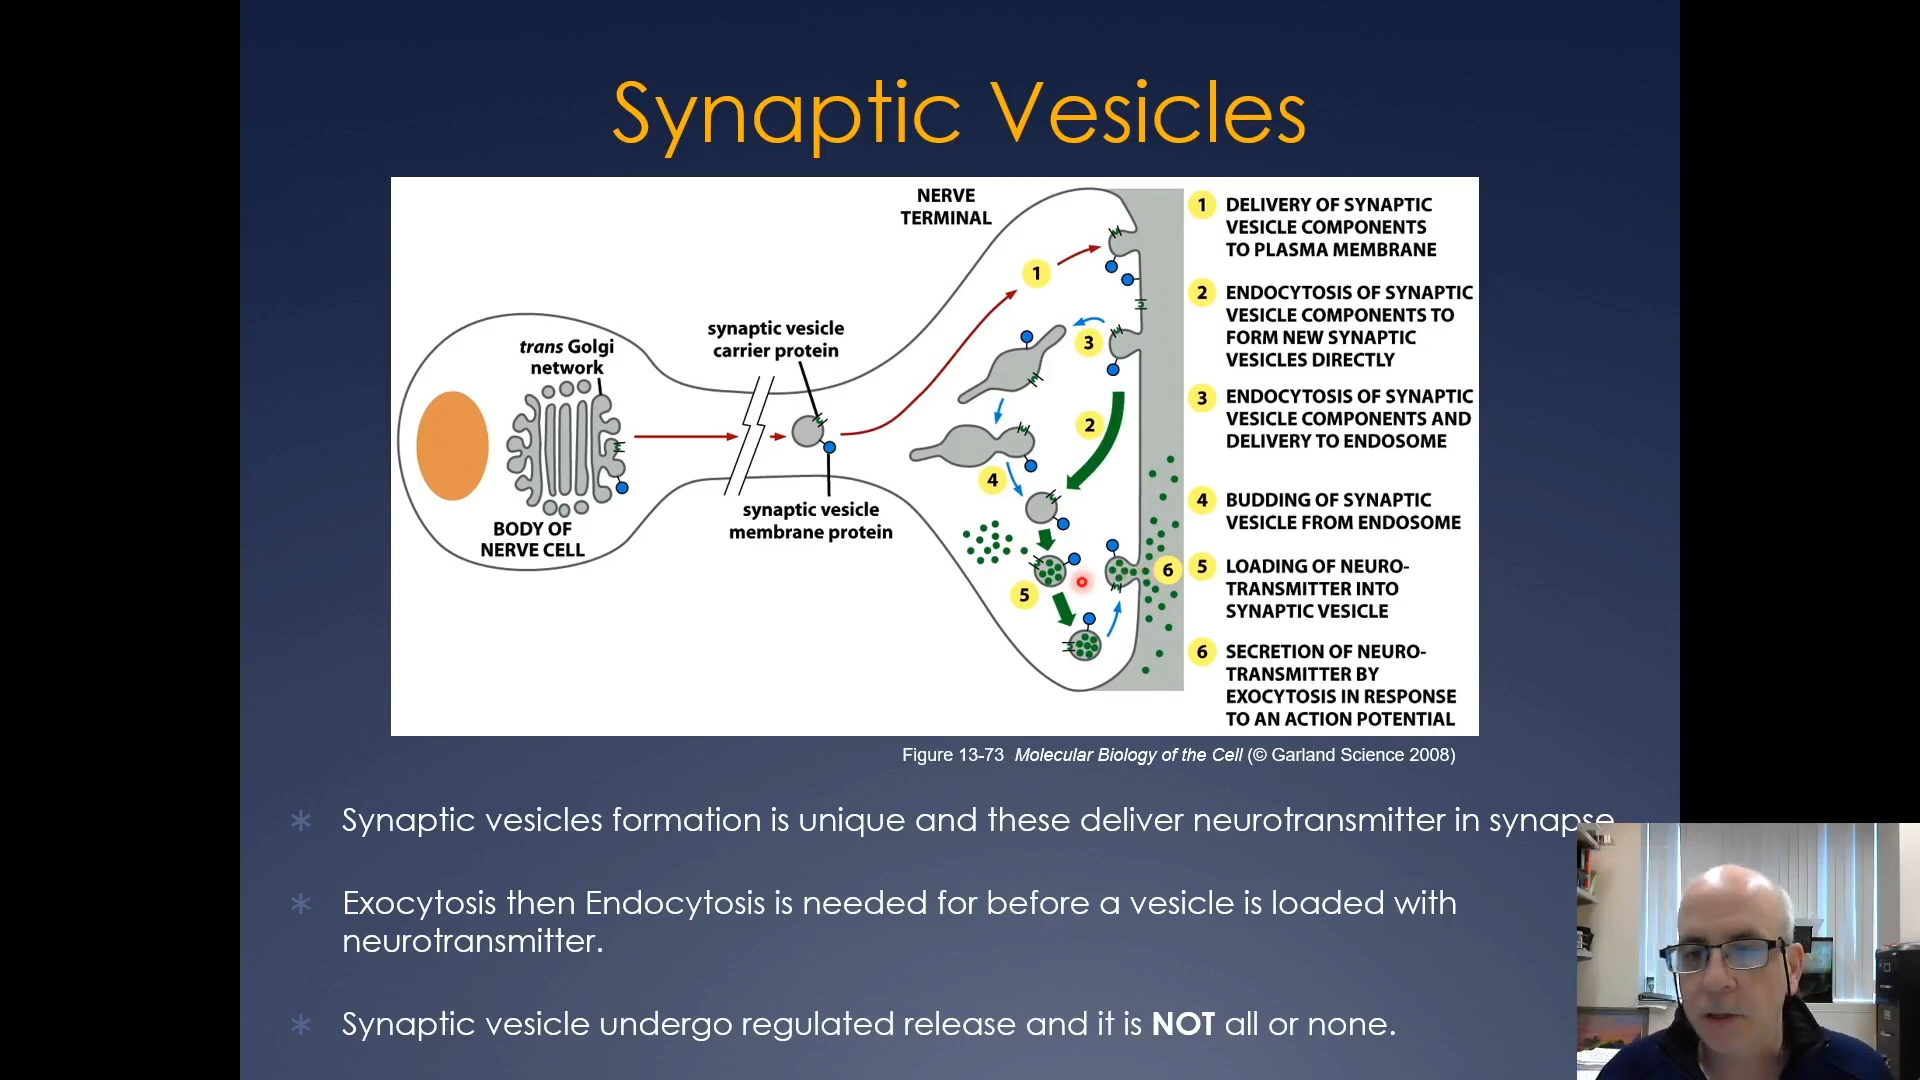 Synaptic Vesicles
NERVE
TERMINAL
trans Golgi
network
BODY OF
NERVE CELL
synaptic vesicle
carrier protein
synaptic vesicle
membrane protein
1
3
2
4
5
6
1 DELIVERY OF SYNAPTIC
VESICLE COMPONENTS
TO PLASMA MEMBRANE
2 ENDOCYTOSIS OF SYNAPTIC
VESICLE COMPONENTS TO
FORM NEW SYNAPTIC
VESICLES DIRECTLY
3 ENDOCYTOSIS OF SYNAPTIC
VESICLE COMPONENTS AND
DELIVERY TO ENDOSOME
4 BUDDING OF SYNAPTIC
VESICLE FROM ENDOSOME
5 LOADING OF NEURO-
TRANSMITTER INTO
SYNAPTIC VESICLE
6 SECRETION OF NEURO-
TRANSMITTER BY
EXOCYTOSIS IN RESPONSE
TO AN ACTION POTENTIAL
Figure 13-73 Molecular Biology of the Cell (© Garland Science 2008)
Synaptic vesicles formation is unique and these deliver neurotransmitter in synapse
Exocytosis then Endocytosis is needed for before a vesicle is loaded with
neurotransmitter.
Synaptic vesicle undergo regulated release and it is NOT all or none.